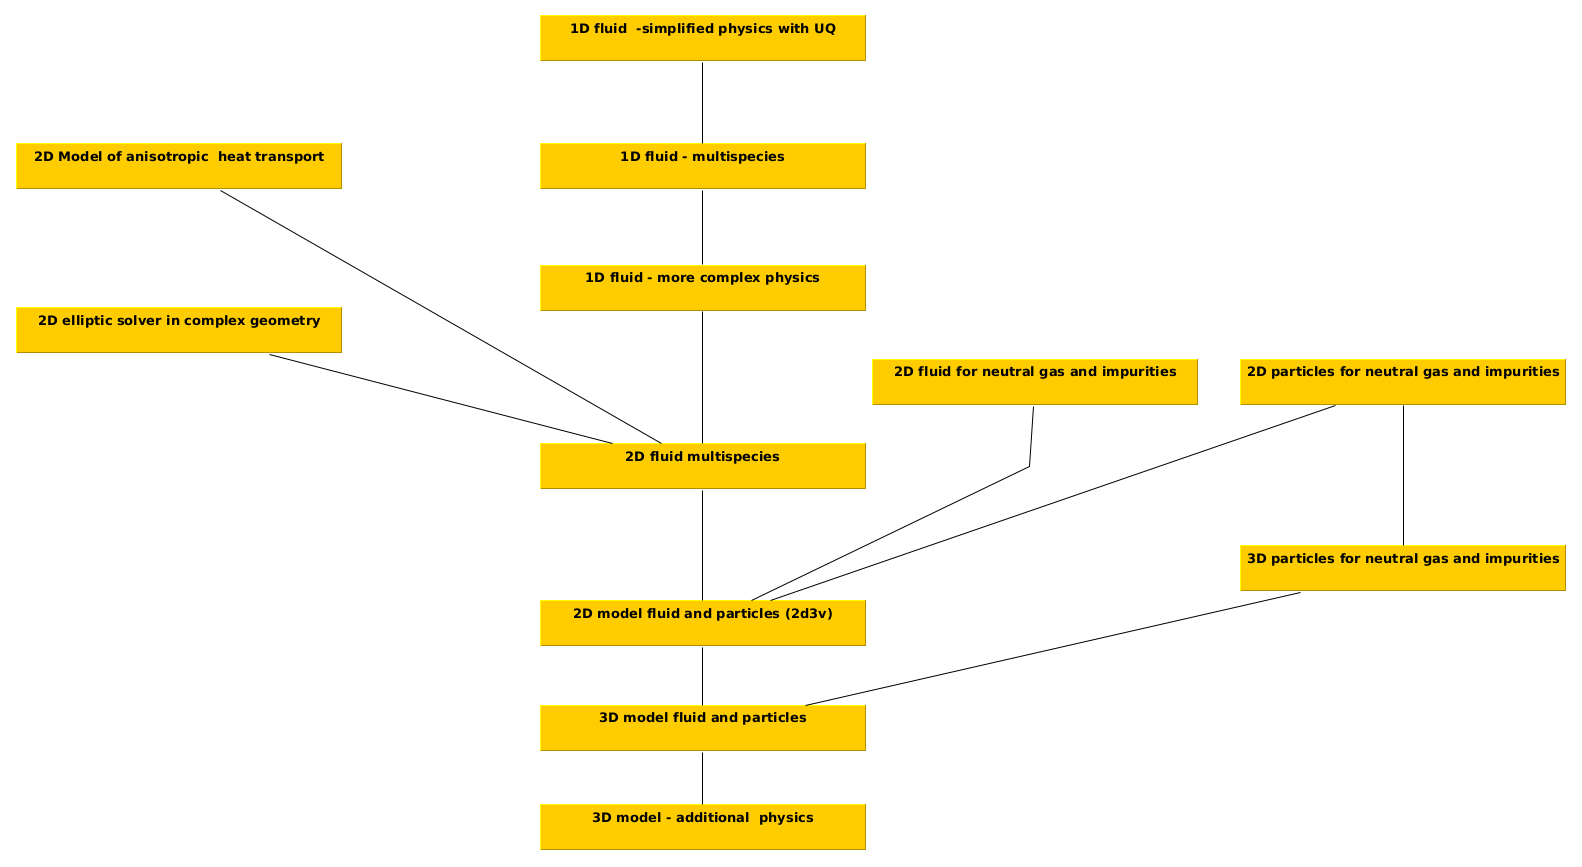 1D fluid  -simplified physics with UQ
2D Model of anisotropic  heat transport
1D fluid - multispecies
1D fluid - more complex physics
2D elliptic solver in complex geometry
2D fluid for neutral gas and impurities
2D particles for neutral gas and impurities
2D fluid multispecies
3D particles for neutral gas and impurities
2D model fluid and particles (2d3v)
3D model fluid and particles
3D model - additional  physics